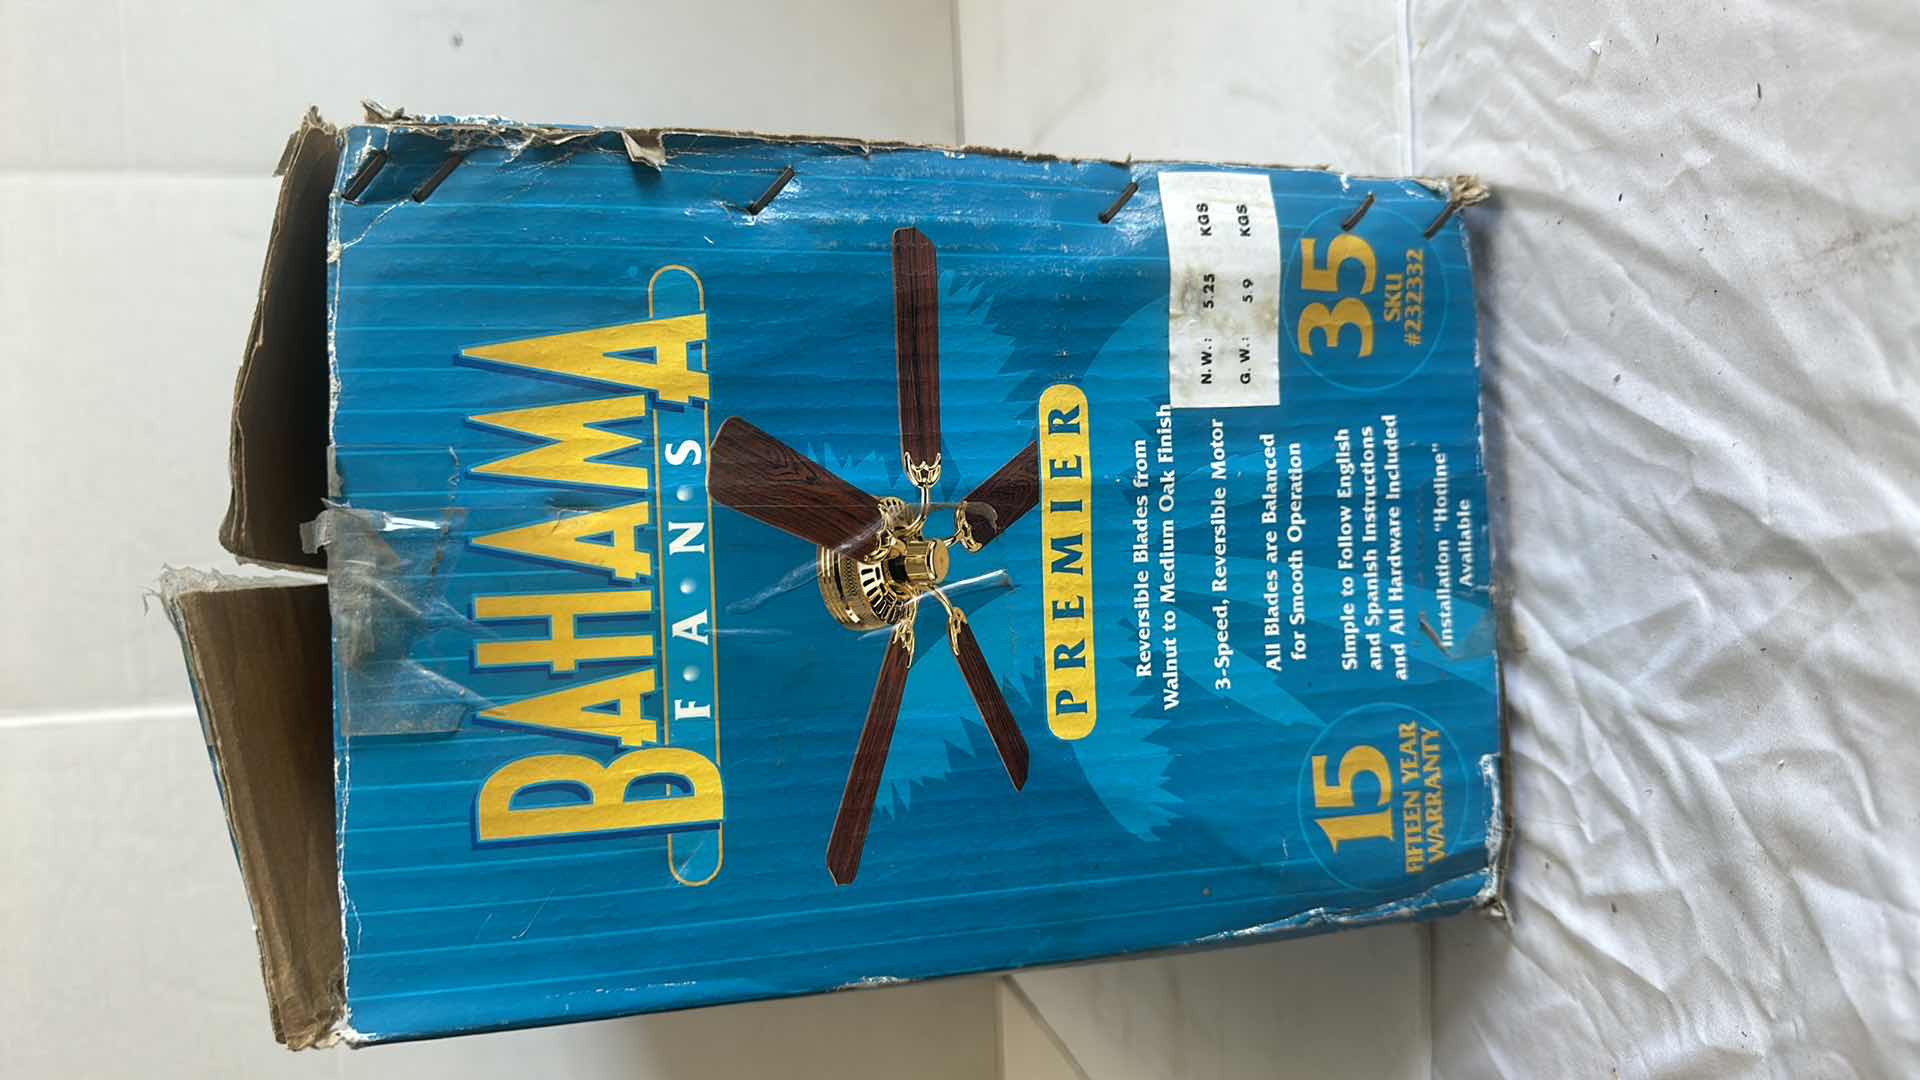 BAHAMA
F·A·N·S
PREMIER
Reversible Blades from
Walnut to Medium Oak Finish
3-Speed, Reversible Motor
All Blades are Balanced
for Smooth Operation
Simple to Follow English
and Spanish Instructions
and All Hardware Included
Installation "Hotline"
Available
N.W.: 5.25 KGS
G.W.: 5.9 KGS
15
FIFTEEN YEAR
WARRANTY
35
SKU
#232332